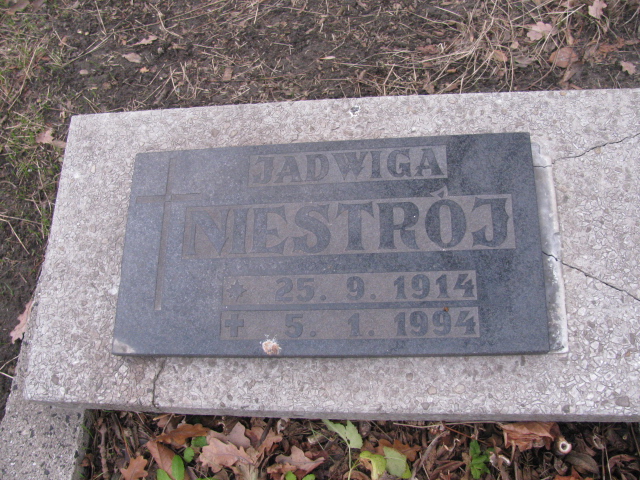 JADWIGA
NIESTRÓJ
* 25. 9. 1914
✝ 5. 1. 1994